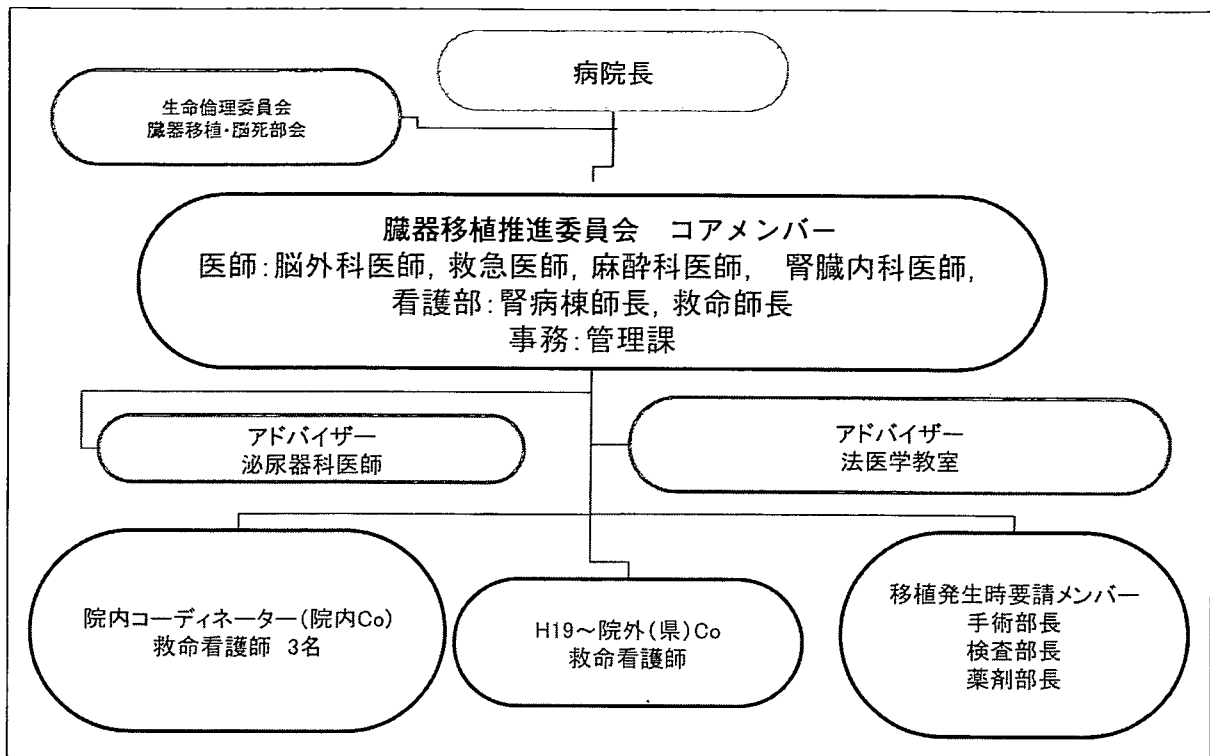 病院長
生命倫理委員会
臓器移植・脳死部会
臓器移植推進委員会　コアメンバー
医師:脳外科医師, 救急医師, 麻酔科医師,　腎臓内科医師,
看護部:腎病棟師長, 救命師長
事務:管理課
アドバイザー
泌尿器科医師
アドバイザー
法医学教室
院内コーディネーター(院内Co)
救命看護師 3名
H19～院外(県)Co
救命看護師
移植発生時要請メンバー
手術部長
検査部長
薬剤部長